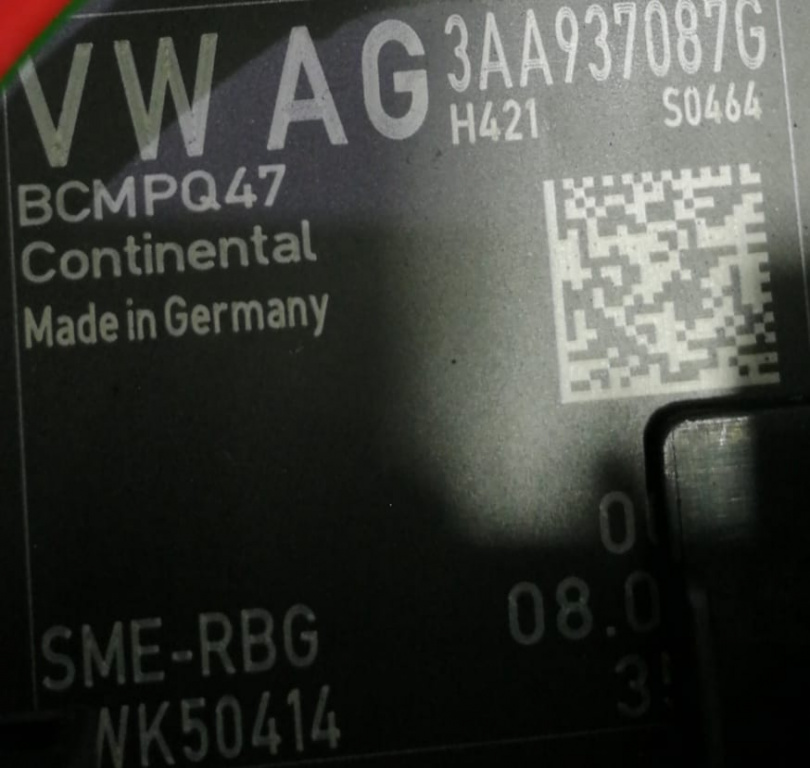 VW AG 3AA937087G
H421 S0464
BCMPQ47
Continental
Made in Germany
08.0
SME-RBG
NK50414